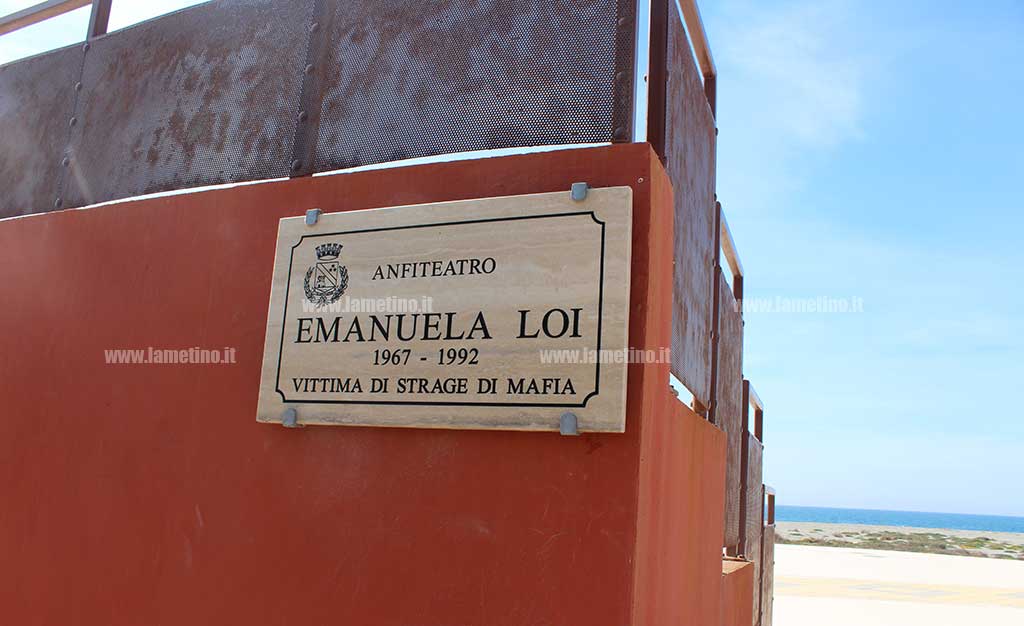 ANFITEATRO
www.lametino.it
www.lametino.it
EMANUELA LOI
1967 - 1992
www.lametino.it
www.lametino.it
VITTIMA DI STRAGE DI MAFIA